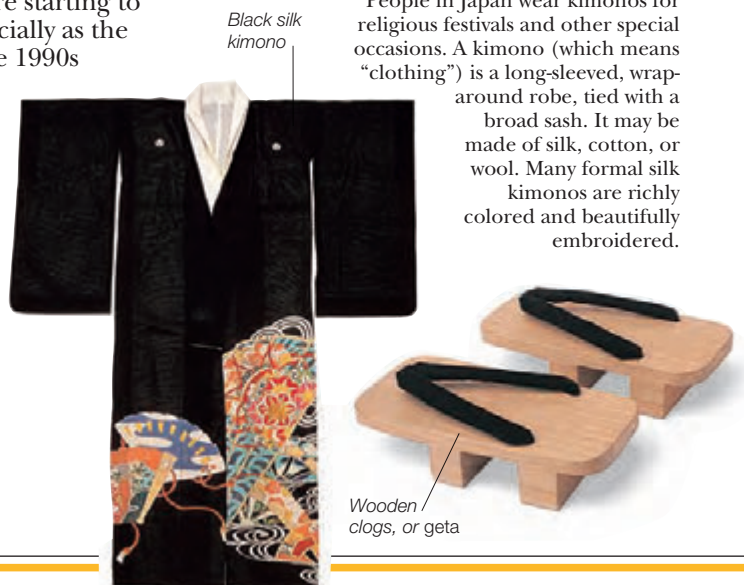 re starting to
cially as the
e 1990s
Black silk
kimono
People in Japan wear kimonos for
religious festivals and other special
occasions. A kimono (which means
“clothing”) is a long-sleeved, wrap-
around robe, tied with a
broad sash. It may be
made of silk, cotton, or
wool. Many formal silk
kimonos are richly
colored and beautifully
embroidered.
Wooden
clogs, or geta